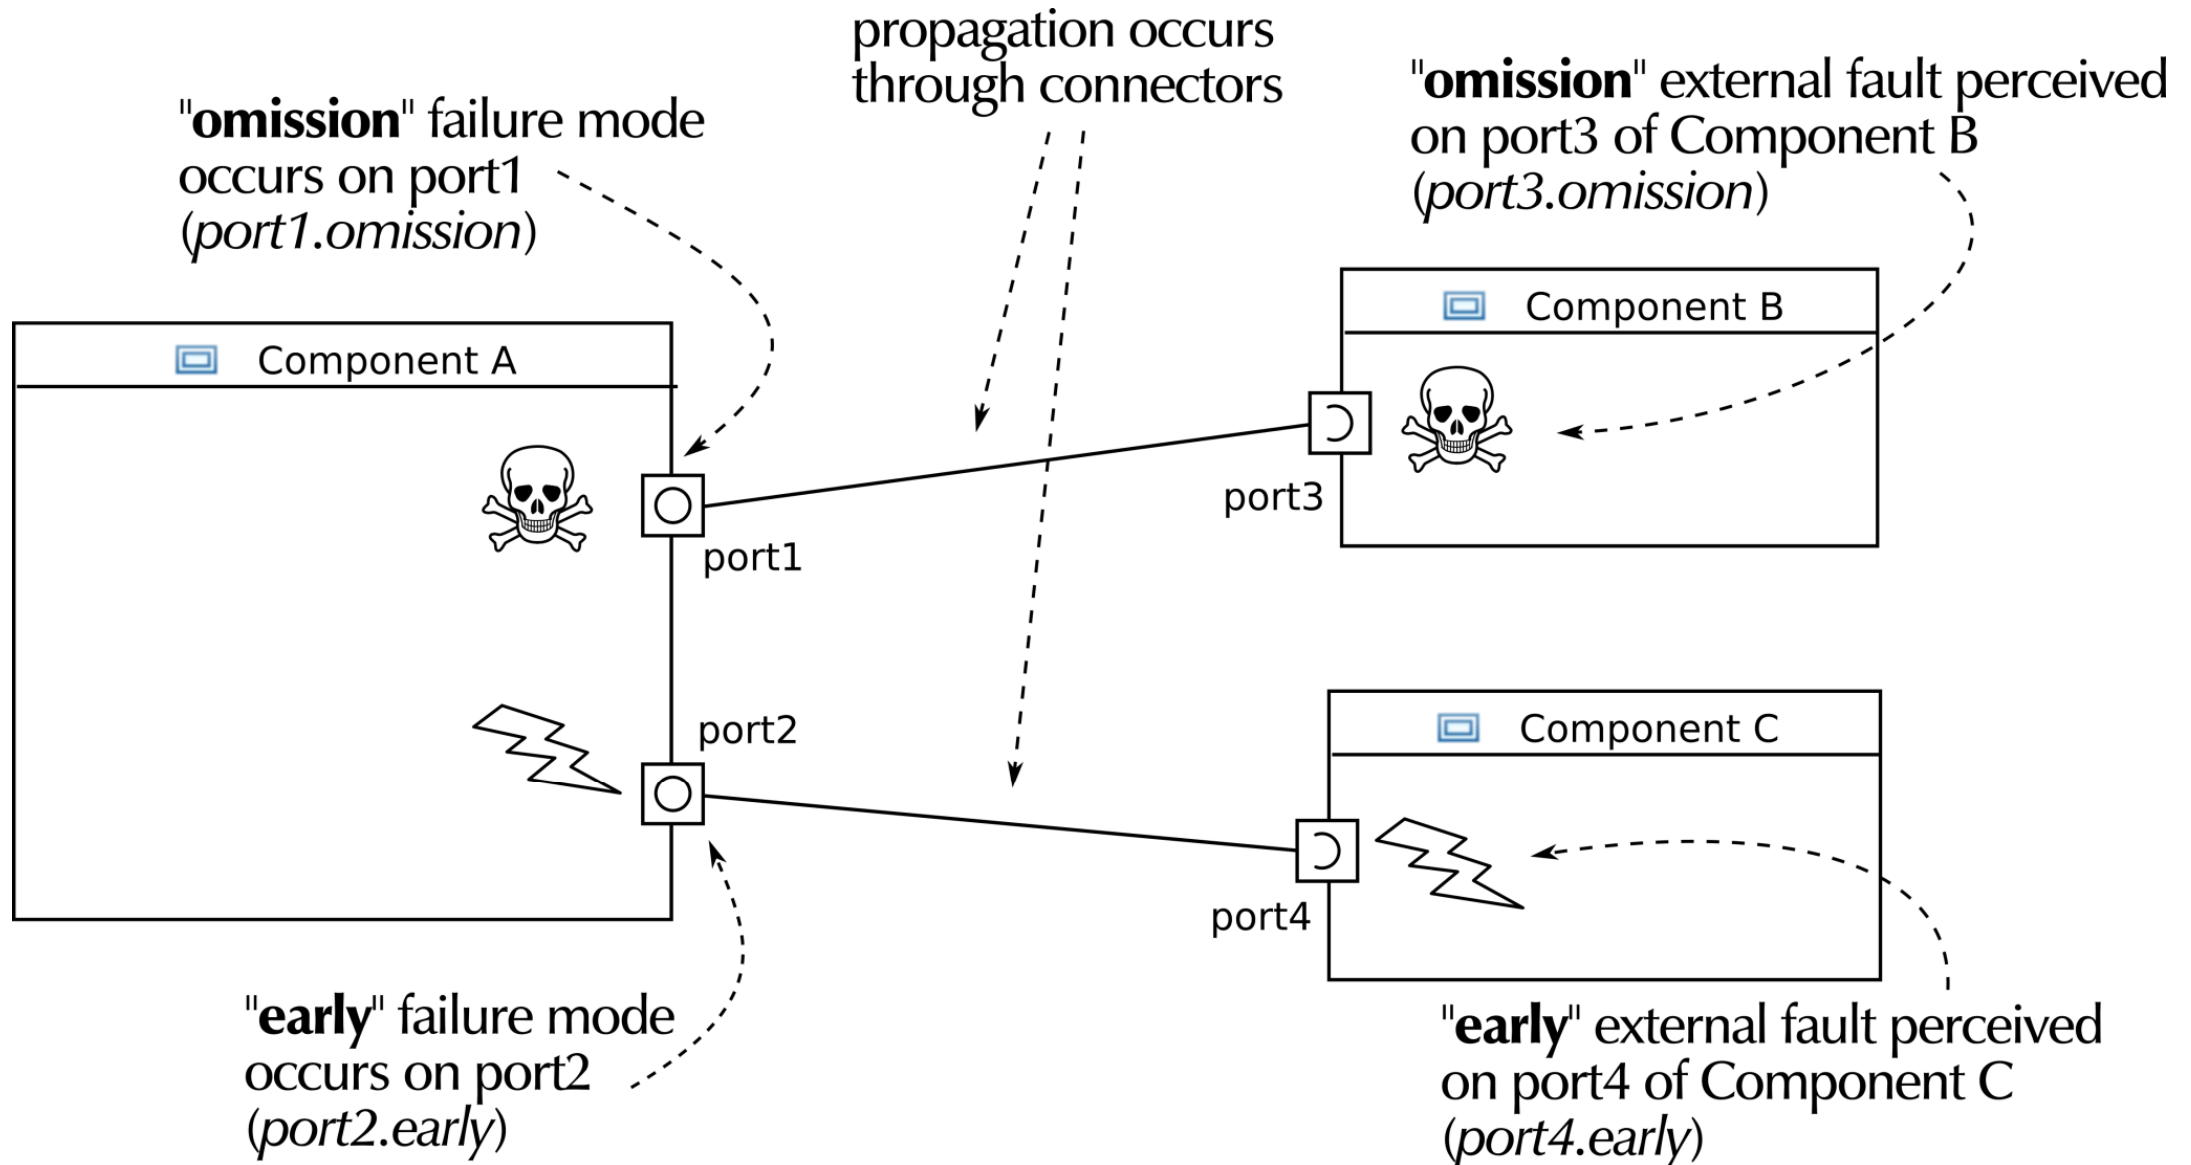 propagation occurs
through connectors
"omission" failure mode
occurs on port1
(port1.omission)
"omission" external fault perceived
on port3 of Component B
(port3.omission)
Component A
Component B
port1
port3
port2
Component C
port4
"early" failure mode
occurs on port2
(port2.early)
"early" external fault perceived
on port4 of Component C
(port4.early)